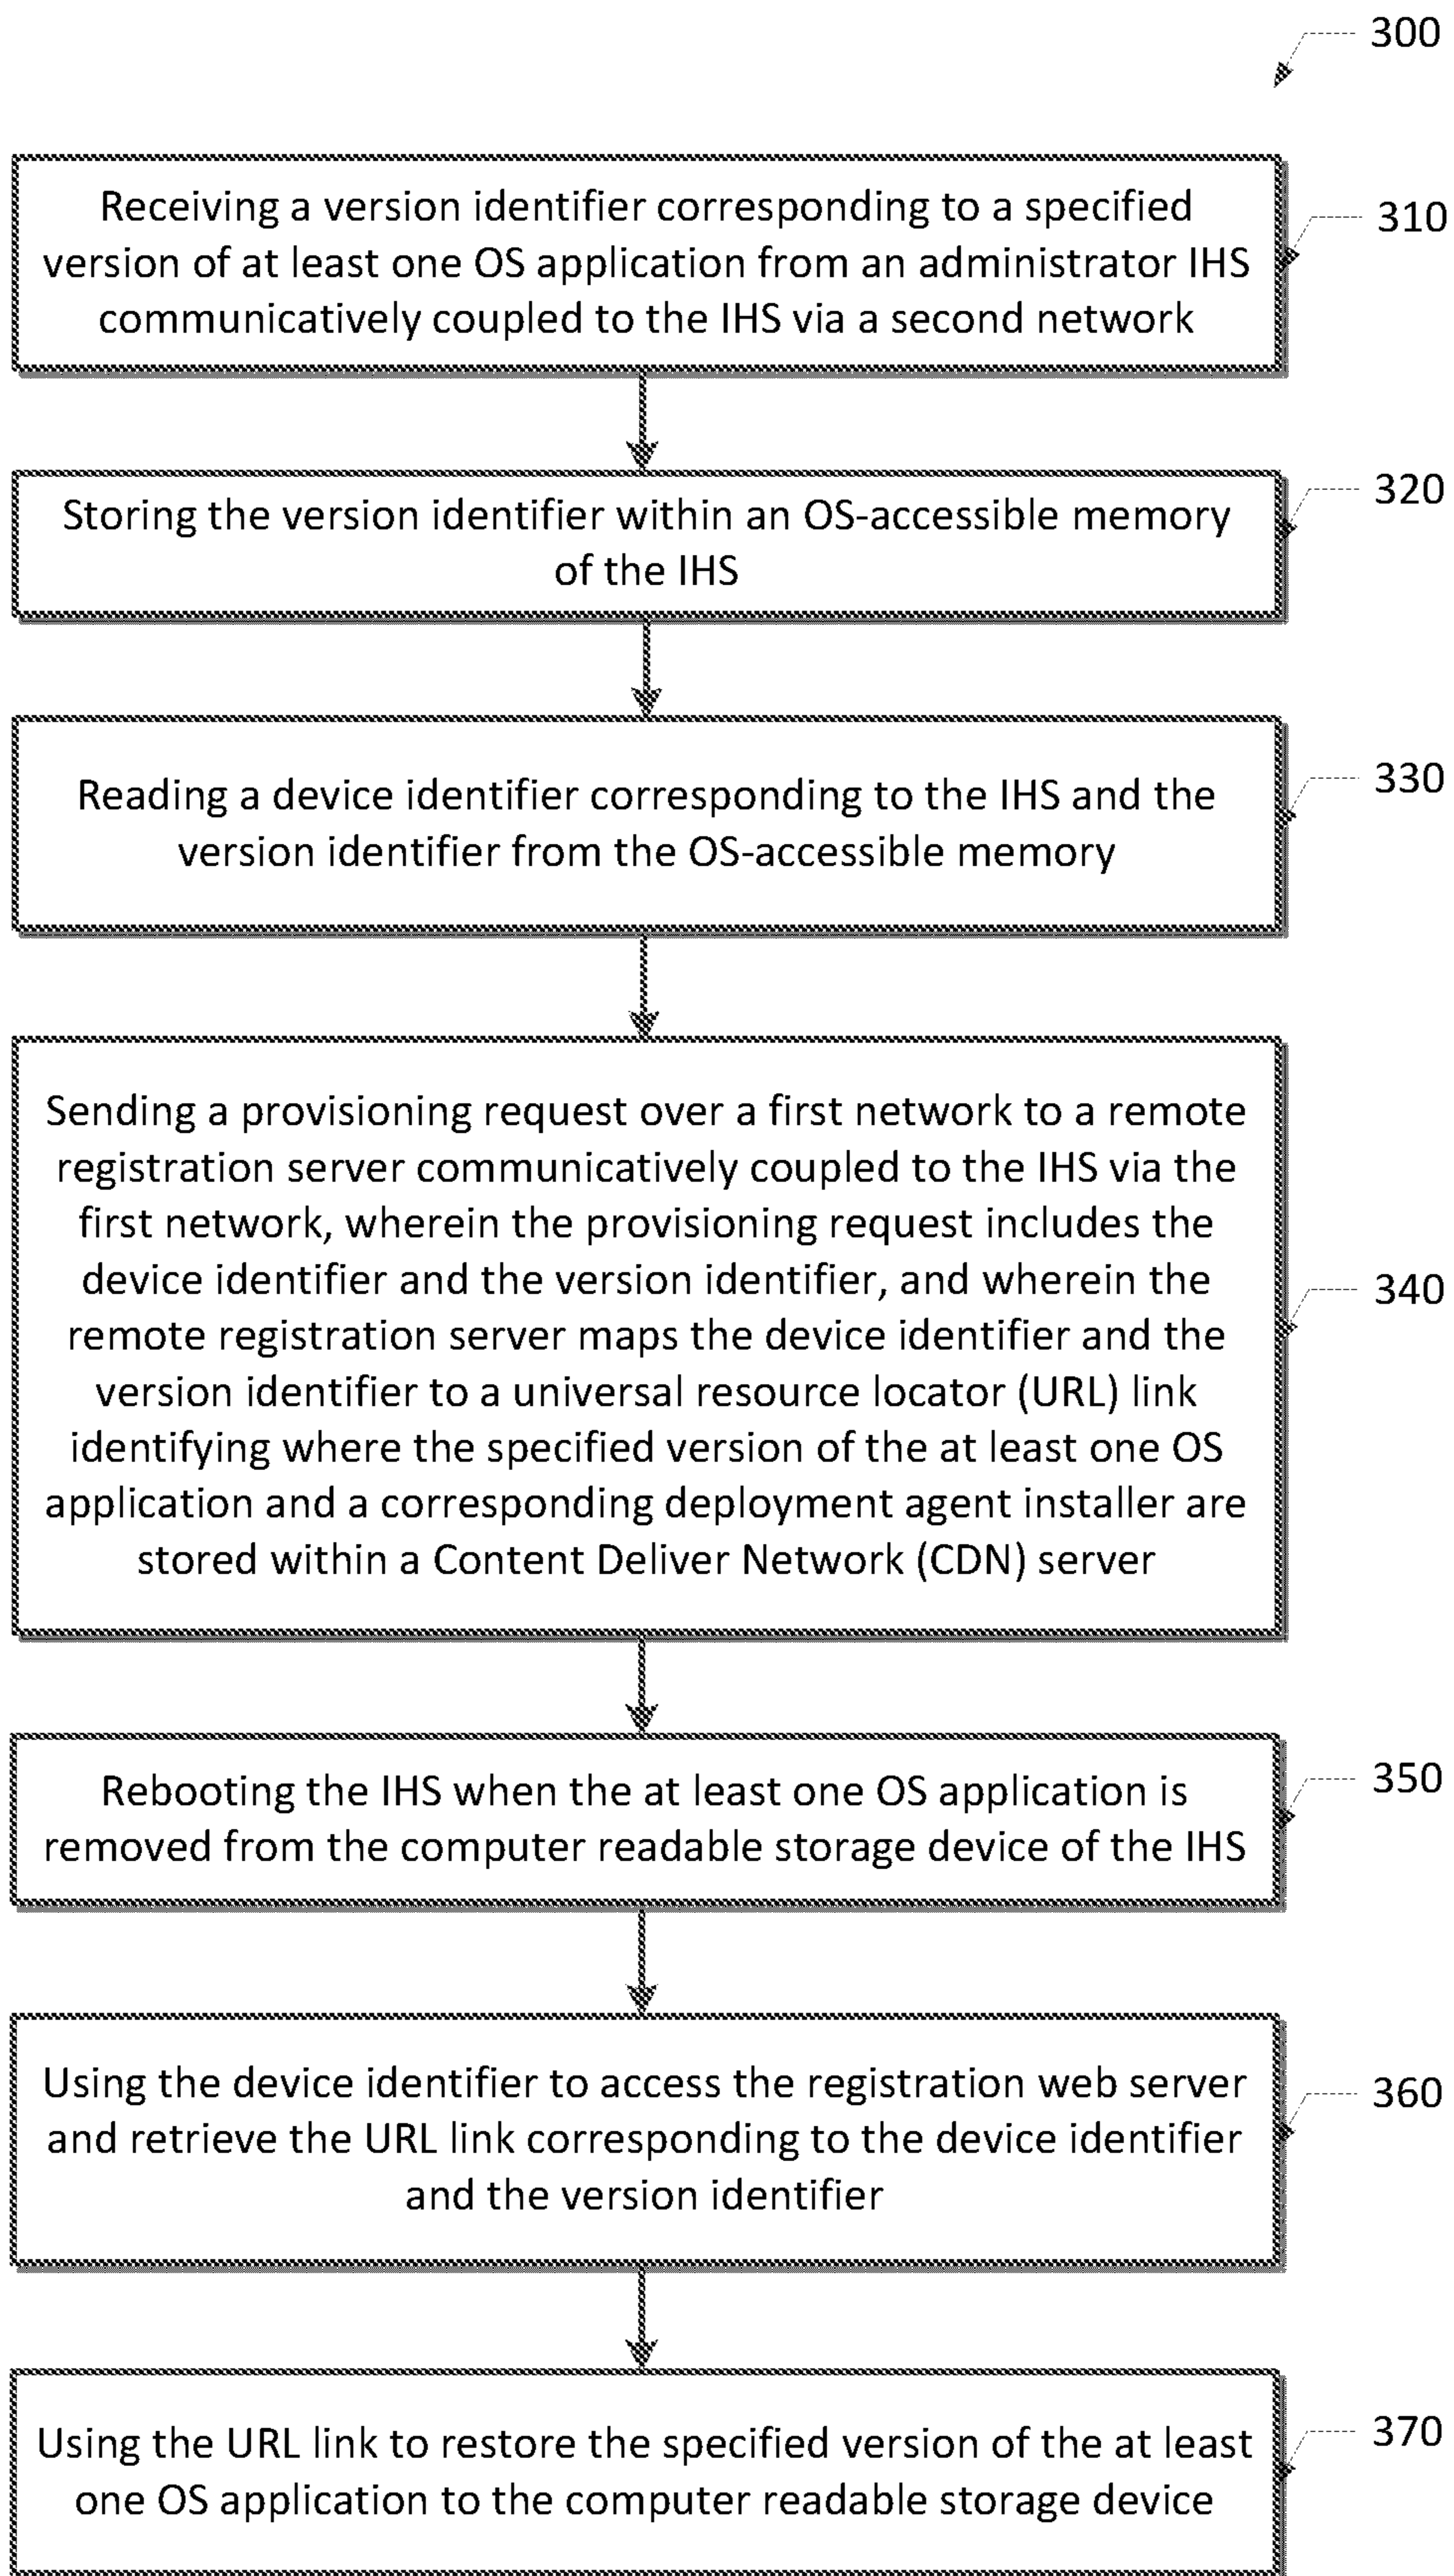 300
Receiving a version identifier corresponding to a specified
version of at least one OS application from an administrator IHS
communicatively coupled to the IHS via a second network
310
Storing the version identifier within an OS-accessible memory
of the IHS
320
Reading a device identifier corresponding to the IHS and the
version identifier from the OS-accessible memory
330
Sending a provisioning request over a first network to a remote
registration server communicatively coupled to the IHS via the
first network, wherein the provisioning request includes the
device identifier and the version identifier, and wherein the
remote registration server maps the device identifier and the
version identifier to a universal resource locator (URL) link
identifying where the specified version of the at least one OS
application and a corresponding deployment agent installer are
stored within a Content Deliver Network (CDN) server
340
Rebooting the IHS when the at least one OS application is
removed from the computer readable storage device of the IHS
350
Using the device identifier to access the registration web server
and retrieve the URL link corresponding to the device identifier
and the version identifier
360
Using the URL link to restore the specified version of the at least
one OS application to the computer readable storage device
370